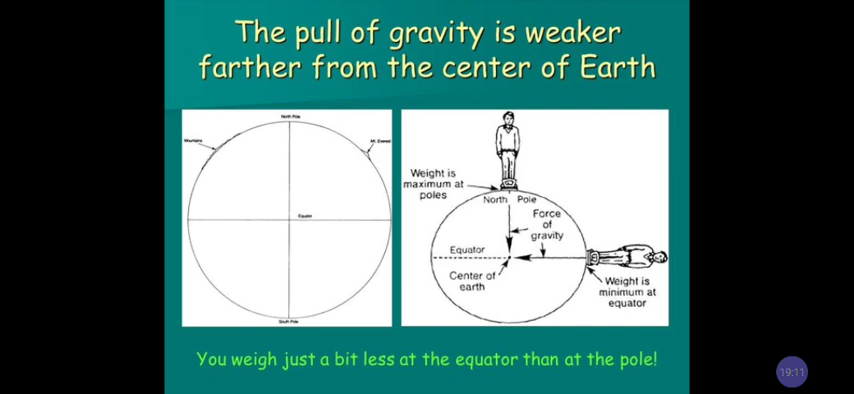 The pull of gravity is weaker
farther from the center of Earth
North Pole
Mountains
Mt. Everest
Equator
South Pole
Weight is
maximum at
poles
North Pole
Force
of
gravity
Equator
Center of
earth
Weight is
minimum at
equator
You weigh just a bit less at the equator than at the pole!
19:11